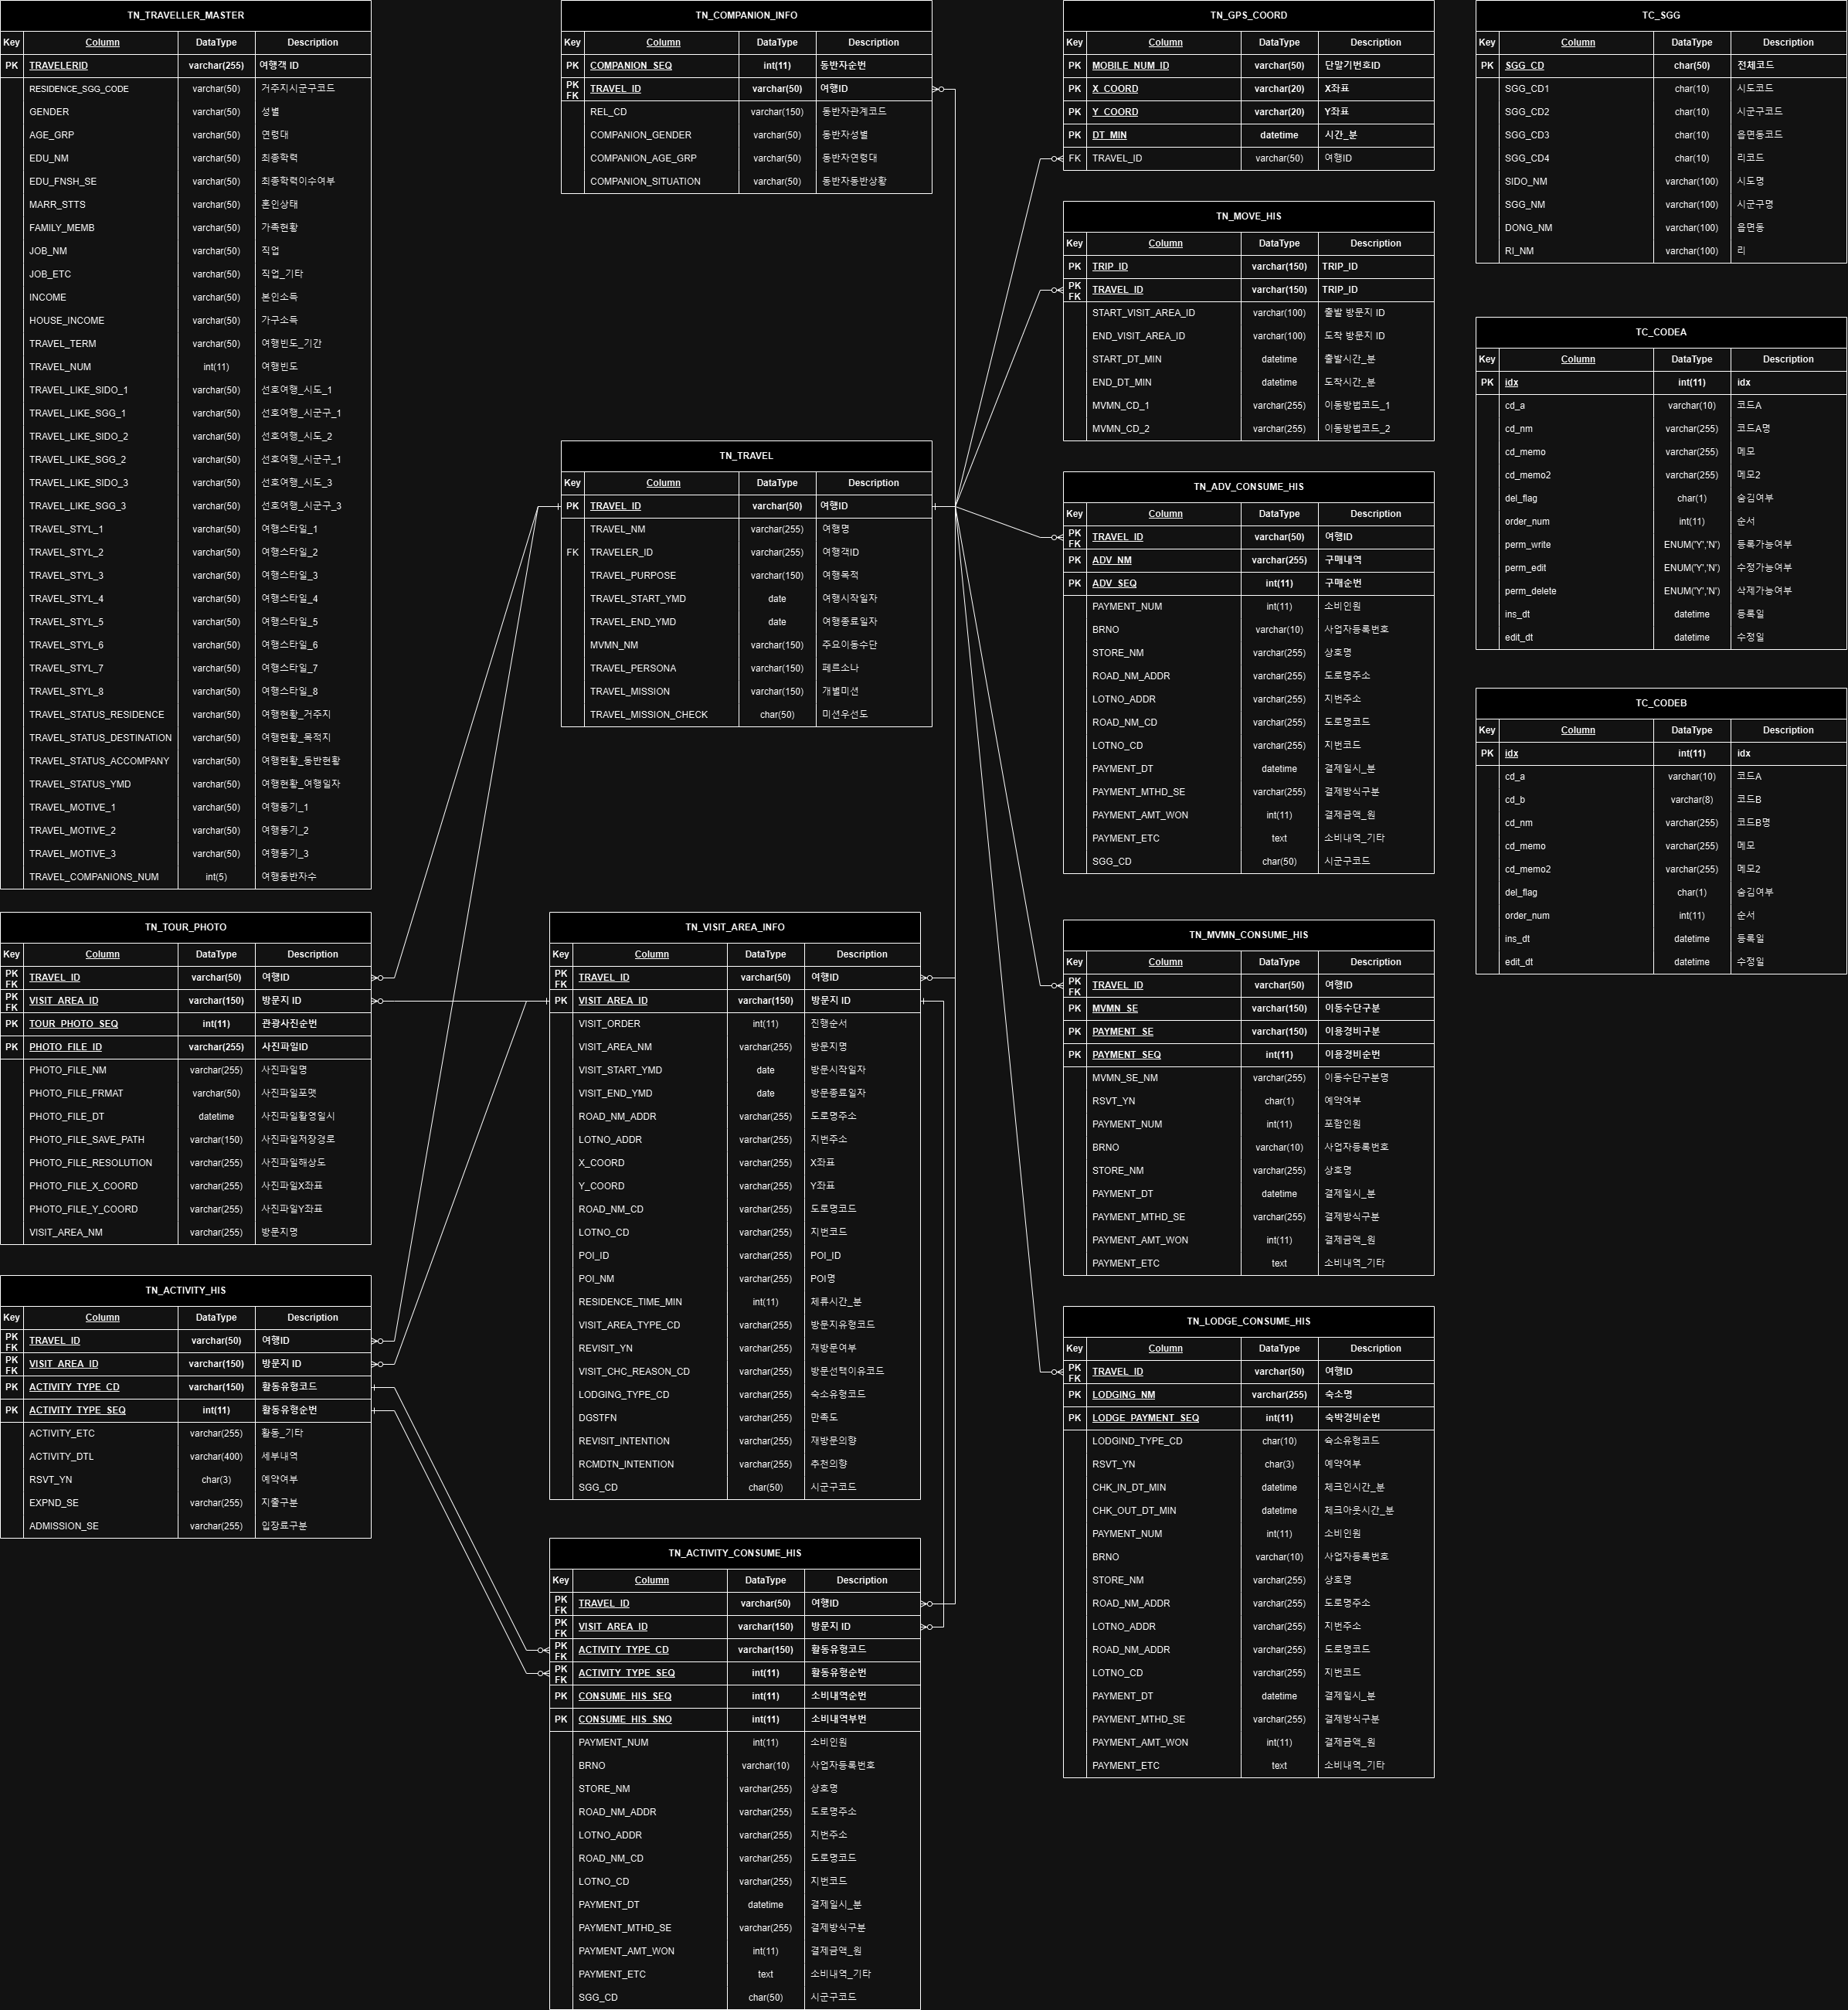 TN_TRAVELLER_MASTER
Key Column DataType Description
PK TRAVELERID varchar(255) 여행객 ID
RESIDENCE_SGG_CODE varchar(50) 거주지시군구코드
GENDER varchar(50) 성별
AGE_GRP varchar(50) 연령대
EDU_NM varchar(50) 최종학력
EDU_FNSH_SE varchar(50) 최종학력이수여부
MARR_STTS varchar(50) 혼인상태
FAMILY_MEMB varchar(50) 가족현황
JOB_NM varchar(50) 직업
JOB_ETC varchar(50) 직업_기타
INCOME varchar(50) 본인소득
HOUSE_INCOME varchar(50) 가구소득
TRAVEL_TERM varchar(50) 여행빈도_기간
TRAVEL_NUM int(11) 여행빈도
TRAVEL_LIKE_SIDO_1 varchar(50) 선호여행_시도_1
TRAVEL_LIKE_SGG_1 varchar(50) 선호여행_시군구_1
TRAVEL_LIKE_SIDO_2 varchar(50) 선호여행_시도_2
TRAVEL_LIKE_SGG_2 varchar(50) 선호여행_시군구_1
TRAVEL_LIKE_SIDO_3 varchar(50) 선호여행_시도_3
TRAVEL_LIKE_SGG_3 varchar(50) 선호여행_시군구_3
TRAVEL_STYL_1 varchar(50) 여행스타일_1
TRAVEL_STYL_2 varchar(50) 여행스타일_2
TRAVEL_STYL_3 varchar(50) 여행스타일_3
TRAVEL_STYL_4 varchar(50) 여행스타일_4
TRAVEL_STYL_5 varchar(50) 여행스타일_5
TRAVEL_STYL_6 varchar(50) 여행스타일_6
TRAVEL_STYL_7 varchar(50) 여행스타일_7
TRAVEL_STYL_8 varchar(50) 여행스타일_8
TRAVEL_STATUS_RESIDENCE varchar(50) 여행현황_거주지
TRAVEL_STATUS_DESTINATION varchar(50) 여행현황_목적지
TRAVEL_STATUS_ACCOMPANY varchar(50) 여행현황_동반현황
TRAVEL_STATUS_YMD varchar(50) 여행현황_여행일자
TRAVEL_MOTIVE_1 varchar(50) 여행동기_1
TRAVEL_MOTIVE_2 varchar(50) 여행동기_2
TRAVEL_MOTIVE_3 varchar(50) 여행동기_3
TRAVEL_COMPANIONS_NUM int(5) 여행동반자수
TN_TOUR_PHOTO
Key Column DataType Description
PK FK TRAVEL_ID varchar(50) 여행ID
PK FK VISIT_AREA_ID varchar(150) 방문지 ID
PK TOUR_PHOTO_SEQ int(11) 관광사진순번
PK PHOTO_FILE_ID varchar(255) 사진파일ID
PHOTO_FILE_NM varchar(255) 사진파일명
PHOTO_FILE_FRMAT varchar(50) 사진파일포맷
PHOTO_FILE_DT datetime 사진파일촬영일시
PHOTO_FILE_SAVE_PATH varchar(150) 사진파일저장경로
PHOTO_FILE_RESOLUTION varchar(255) 사진파일해상도
PHOTO_FILE_X_COORD varchar(255) 사진파일X좌표
PHOTO_FILE_Y_COORD varchar(255) 사진파일Y좌표
VISIT_AREA_NM varchar(255) 방문지명
TN_ACTIVITY_HIS
Key Column DataType Description
PK FK TRAVEL_ID varchar(50) 여행ID
PK FK VISIT_AREA_ID varchar(150) 방문지 ID
PK ACTIVITY_TYPE_CD varchar(150) 활동유형코드
PK ACTIVITY_TYPE_SEQ int(11) 활동유형순번
ACTIVITY_ETC varchar(255) 활동_기타
ACTIVITY_DTL varchar(400) 세부내역
RSVT_YN char(3) 예약여부
EXPND_SE varchar(255) 지출구분
ADMISSION_SE varchar(255) 입장료구분
TN_COMPANION_INFO
Key Column DataType Description
PK COMPANION_SEQ int(11) 동반자순번
PK FK TRAVEL_ID varchar(50) 여행ID
REL_CD varchar(150) 동반자관계코드
COMPANION_GENDER varchar(50) 동반자성별
COMPANION_AGE_GRP varchar(50) 동반자연령대
COMPANION_SITUATION varchar(50) 동반자동반상황
TN_TRAVEL
Key Column DataType Description
PK TRAVEL_ID varchar(50) 여행ID
TRAVEL_NM varchar(255) 여행명
FK TRAVELER_ID varchar(255) 여행객ID
TRAVEL_PURPOSE varchar(150) 여행목적
TRAVEL_START_YMD date 여행시작일자
TRAVEL_END_YMD date 여행종료일자
MVMN_NM varchar(150) 주요이동수단
TRAVEL_PERSONA varchar(150) 페르소나
TRAVEL_MISSION varchar(150) 개별미션
TRAVEL_MISSION_CHECK char(50) 미션우선도
TN_VISIT_AREA_INFO
Key Column DataType Description
PK FK TRAVEL_ID varchar(50) 여행ID
PK VISIT_AREA_ID varchar(150) 방문지 ID
VISIT_ORDER int(11) 진행순서
VISIT_AREA_NM varchar(255) 방문지명
VISIT_START_YMD date 방문시작일자
VISIT_END_YMD date 방문종료일자
ROAD_NM_ADDR varchar(255) 도로명주소
LOTNO_ADDR varchar(255) 지번주소
X_COORD varchar(255) X좌표
Y_COORD varchar(255) Y좌표
ROAD_NM_CD varchar(255) 도로명코드
LOTNO_CD varchar(255) 지번코드
POI_ID varchar(255) POI_ID
POI_NM varchar(255) POI명
RESIDENCE_TIME_MIN int(11) 체류시간_분
VISIT_AREA_TYPE_CD varchar(255) 방문지유형코드
REVISIT_YN varchar(255) 재방문여부
VISIT_CHC_REASON_CD varchar(255) 방문선택이유코드
LODGING_TYPE_CD varchar(255) 숙소유형코드
DGSTFN varchar(255) 만족도
REVISIT_INTENTION varchar(255) 재방문의향
RCMDTN_INTENTION varchar(255) 추천의향
SGG_CD char(50) 시군구코드
TN_ACTIVITY_CONSUME_HIS
Key Column DataType Description
PK FK TRAVEL_ID varchar(50) 여행ID
PK FK VISIT_AREA_ID varchar(150) 방문지 ID
PK FK ACTIVITY_TYPE_CD varchar(150) 활동유형코드
PK FK ACTIVITY_TYPE_SEQ int(11) 활동유형순번
PK CONSUME_HIS_SEQ int(11) 소비내역순번
PK CONSUME_HIS_SNO int(11) 소비내역부번
PAYMENT_NUM int(11) 소비인원
BRNO varchar(10) 사업자등록번호
STORE_NM varchar(255) 상호명
ROAD_NM_ADDR varchar(255) 도로명주소
LOTNO_ADDR varchar(255) 지번주소
ROAD_NM_CD varchar(255) 도로명코드
LOTNO_CD varchar(255) 지번코드
PAYMENT_DT datetime 결제일시_분
PAYMENT_MTHD_SE varchar(255) 결제방식구분
PAYMENT_AMT_WON int(11) 결제금액_원
PAYMENT_ETC text 소비내역_기타
SGG_CD char(50) 시군구코드
TN_GPS_COORD
Key Column DataType Description
PK MOBILE_NUM_ID varchar(50) 단말기번호ID
PK X_COORD varchar(20) X좌표
PK Y_COORD varchar(20) Y좌표
PK DT_MIN datetime 시간_분
FK TRAVEL_ID varchar(50) 여행ID
TN_MOVE_HIS
Key Column DataType Description
PK TRIP_ID varchar(150) TRIP_ID
PK FK TRAVEL_ID varchar(150) TRIP_ID
START_VISIT_AREA_ID varchar(100) 출발 방문지 ID
END_VISIT_AREA_ID varchar(100) 도착 방문지 ID
START_DT_MIN datetime 출발시간_분
END_DT_MIN datetime 도착시간_분
MVMN_CD_1 varchar(255) 이동방법코드_1
MVMN_CD_2 varchar(255) 이동방법코드_2
TN_ADV_CONSUME_HIS
Key Column DataType Description
PK FK TRAVEL_ID varchar(50) 여행ID
PK ADV_NM varchar(255) 구매내역
PK ADV_SEQ int(11) 구매순번
PAYMENT_NUM int(11) 소비인원
BRNO varchar(10) 사업자등록번호
STORE_NM varchar(255) 상호명
ROAD_NM_ADDR varchar(255) 도로명주소
LOTNO_ADDR varchar(255) 지번주소
ROAD_NM_CD varchar(255) 도로명코드
LOTNO_CD varchar(255) 지번코드
PAYMENT_DT datetime 결제일시_분
PAYMENT_MTHD_SE varchar(255) 결제방식구분
PAYMENT_AMT_WON int(11) 결제금액_원
PAYMENT_ETC text 소비내역_기타
SGG_CD char(50) 시군구코드
TN_MVMN_CONSUME_HIS
Key Column DataType Description
PK FK TRAVEL_ID varchar(50) 여행ID
PK MVMN_SE varchar(150) 이동수단구분
PK PAYMENT_SE varchar(150) 이용경비구분
PK PAYMENT_SEQ int(11) 이용경비순번
MVMN_SE_NM varchar(255) 이동수단구분명
RSVT_YN char(1) 예약여부
PAYMENT_NUM int(11) 포함인원
BRNO varchar(10) 사업자등록번호
STORE_NM varchar(255) 상호명
PAYMENT_DT datetime 결제일시_분
PAYMENT_MTHD_SE varchar(255) 결제방식구분
PAYMENT_AMT_WON int(11) 결제금액_원
PAYMENT_ETC text 소비내역_기타
TN_LODGE_CONSUME_HIS
Key Column DataType Description
PK FK TRAVEL_ID varchar(50) 여행ID
PK LODGING_NM varchar(255) 숙소명
PK LODGE_PAYMENT_SEQ int(11) 숙박경비순번
LODGIND_TYPE_CD char(10) 숙소유형코드
RSVT_YN char(3) 예약여부
CHK_IN_DT_MIN datetime 체크인시간_분
CHK_OUT_DT_MIN datetime 체크아웃시간_분
PAYMENT_NUM int(11) 소비인원
BRNO varchar(10) 사업자등록번호
STORE_NM varchar(255) 상호명
ROAD_NM_ADDR varchar(255) 도로명주소
LOTNO_ADDR varchar(255) 지번주소
ROAD_NM_ADDR varchar(255) 도로명코드
LOTNO_CD varchar(255) 지번코드
PAYMENT_DT datetime 결제일시_분
PAYMENT_MTHD_SE varchar(255) 결제방식구분
PAYMENT_AMT_WON int(11) 결제금액_원
PAYMENT_ETC text 소비내역_기타
TC_SGG
Key Column DataType Description
PK SGG_CD char(50) 전체코드
SGG_CD1 char(10) 시도코드
SGG_CD2 char(10) 시군구코드
SGG_CD3 char(10) 읍면동코드
SGG_CD4 char(10) 리코드
SIDO_NM varchar(100) 시도명
SGG_NM varchar(100) 시군구명
DONG_NM varchar(100) 읍면동
RI_NM varchar(100) 리
TC_CODEA
Key Column DataType Description
PK idx int(11) idx
cd_a varchar(10) 코드A
cd_nm varchar(255) 코드A명
cd_memo varchar(255) 메모
cd_memo2 varchar(255) 메모2
del_flag char(1) 숨김여부
order_num int(11) 순서
perm_write ENUM('Y','N') 등록가능여부
perm_edit ENUM('Y','N') 수정가능여부
perm_delete ENUM('Y','N') 삭제가능여부
ins_dt datetime 등록일
edit_dt datetime 수정일
TC_CODEB
Key Column DataType Description
PK idx int(11) idx
cd_a varchar(10) 코드A
cd_b varchar(8) 코드B
cd_nm varchar(255) 코드B명
cd_memo varchar(255) 메모
cd_memo2 varchar(255) 메모2
del_flag char(1) 숨김여부
order_num int(11) 순서
ins_dt datetime 등록일
edit_dt datetime 수정일